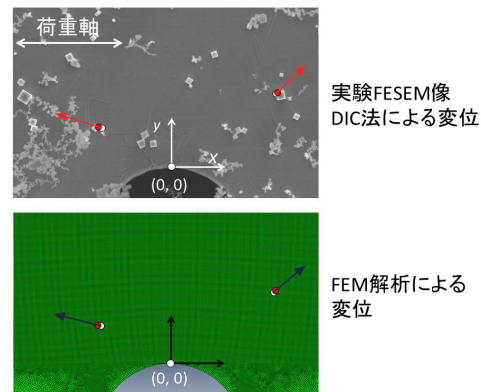 荷重軸
実験FESEM像
DIC法による変位
y
x
(0, 0)
FEM解析による
変位
(0, 0)